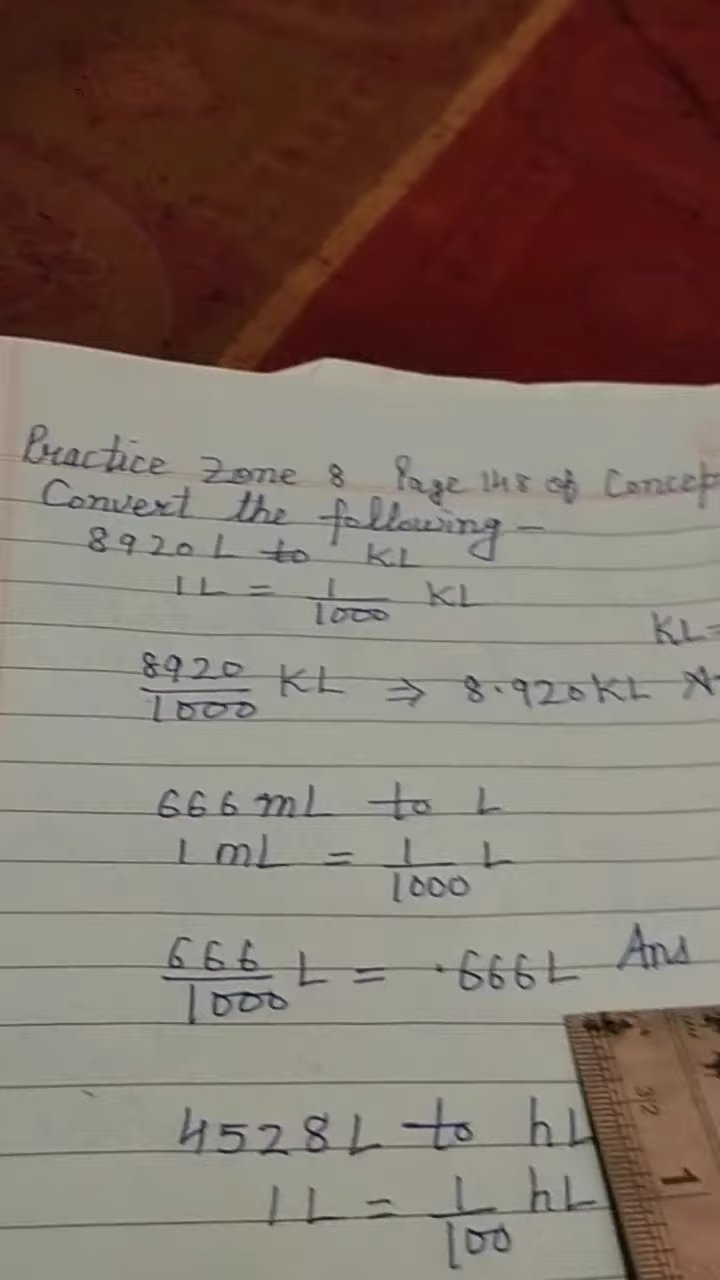 Practice Zone 8 Page 148 of Concep
Convert the following -
8920 L to KL
1 L = 1/1000 KL
KL=
8920/1000 KL ⇒ 8.920 KL
666 mL to L
1 mL = 1/1000 L
666/1000 L = .666 L Ans
4528 L to hL
1 L = 1/100 hL
32
1